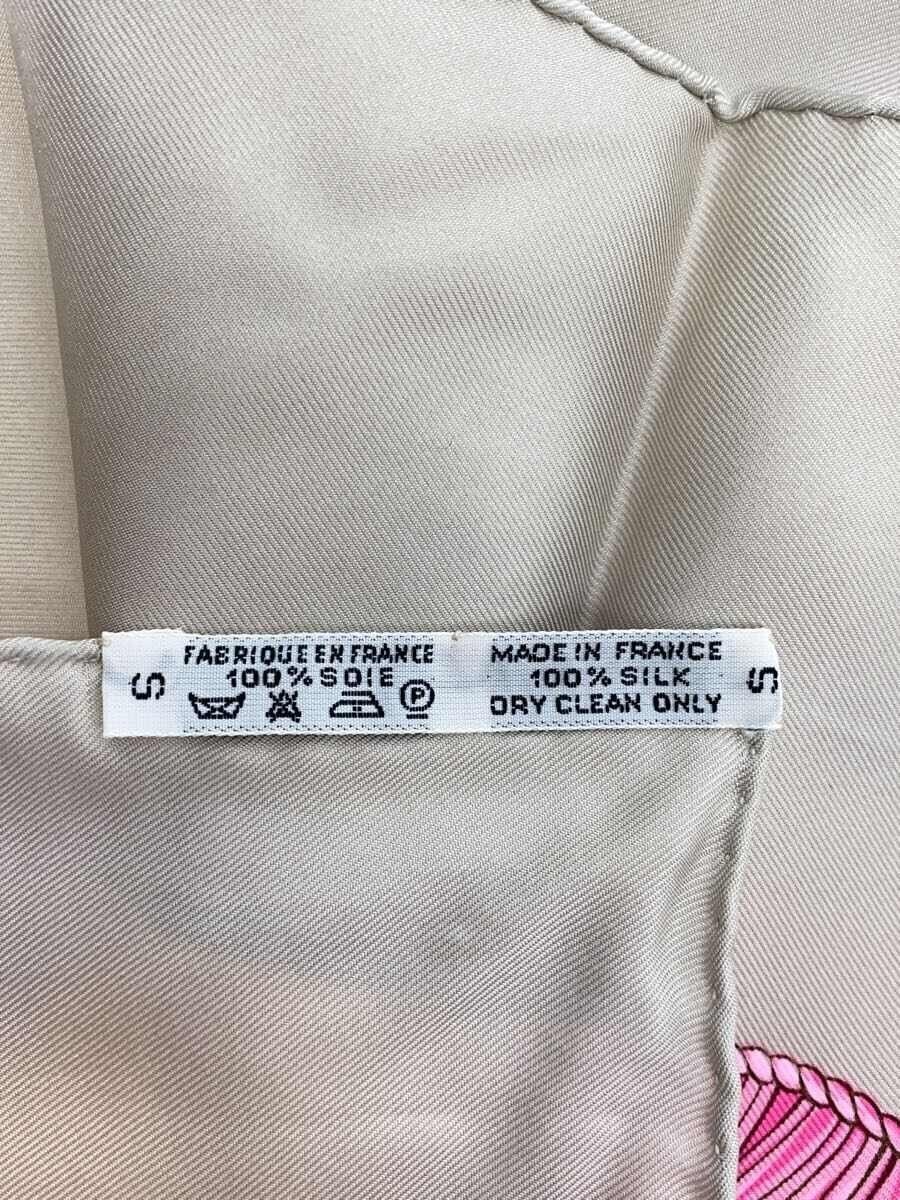 S
FABRIQUE EN FRANCE
100% SOIE
P
MADE IN FRANCE
100% SILK
DRY CLEAN ONLY
S